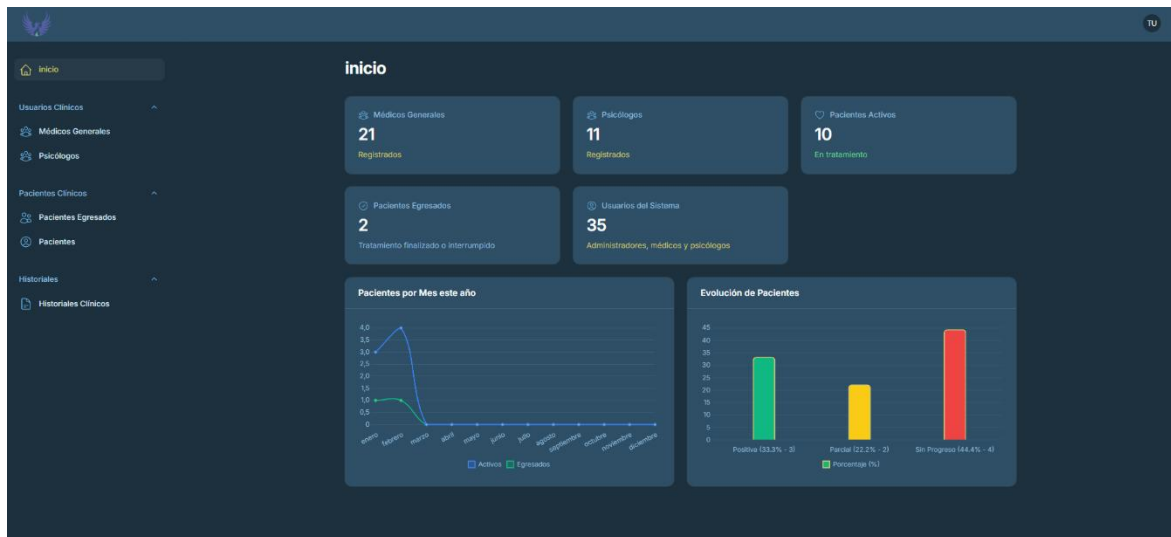 TU
inicio
Usuarios Clínicos
Médicos Generales
Psicólogos
Pacientes Clínicos
Pacientes Egresados
Pacientes
Historiales
Historiales Clínicos
inicio
Médicos Generales
21
Registrados
Psicólogos
11
Registrados
Pacientes Activos
10
En tratamiento
Pacientes Egresados
2
Tratamiento finalizado o interrumpido
Usuarios del Sistema
35
Administradores, médicos y psicólogos
Pacientes por Mes este año
4,0
3,5
3,0
2,5
2,0
1,5
1,0
0,5
0
enero febrero marzo abril mayo junio julio agosto septiembre octubre noviembre diciembre
Activos Egresados
Evolución de Pacientes
45
40
35
30
25
20
15
10
5
0
Positiva (33.3% - 3) Parcial (22.2% - 2) Sin Progreso (44.4% - 4)
Porcentaje (%)